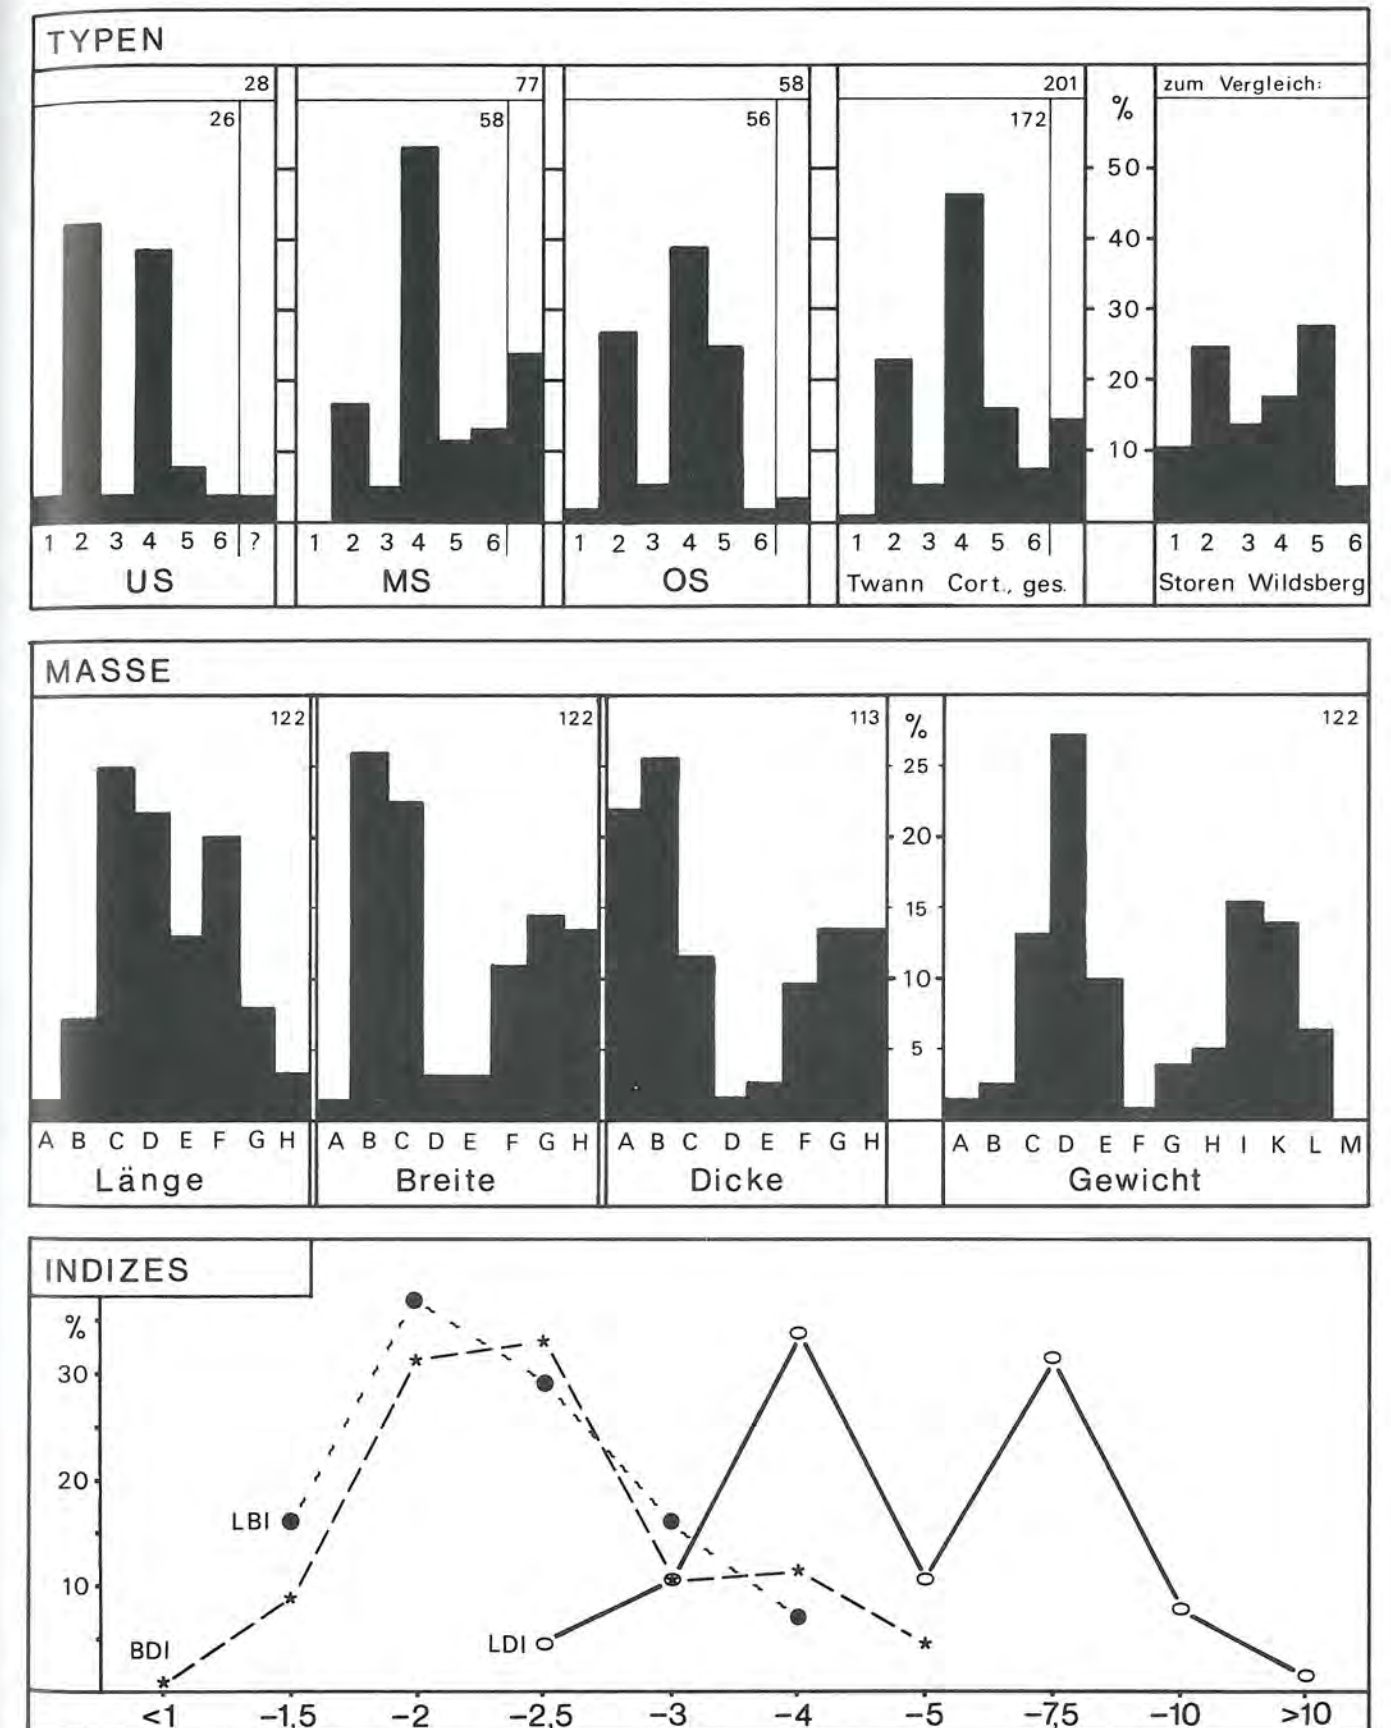 TYPEN
28 77 58 201 % zum Vergleich:
26 58 56 172
50
40
30
20
10
1 2 3 4 5 6 ? 1 2 3 4 5 6 1 2 3 4 5 6 1 2 3 4 5 6 1 2 3 4 5 6
US MS OS Twann Cort., ges. Storen Wildsberg
MASSE
122 122 113 % 122
25
20
15
10
5
A B C D E F G H A B C D E F G H A B C D E F G H A B C D E F G H I K L M
Länge Breite Dicke Gewicht
INDIZES
%
30
20
LBI
10
BDI LDI
<1 –1,5 –2 –2,5 –3 –4 –5 –7,5 –10 >10